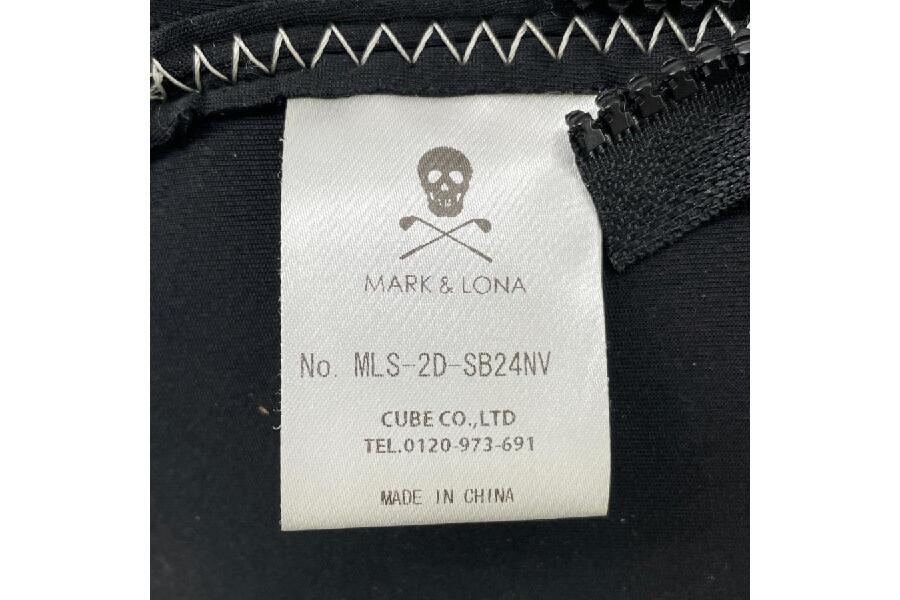 MARK & LONA
No. MLS-2D-SB24NV
CUBE CO.,LTD
TEL.0120-973-691
MADE IN CHINA